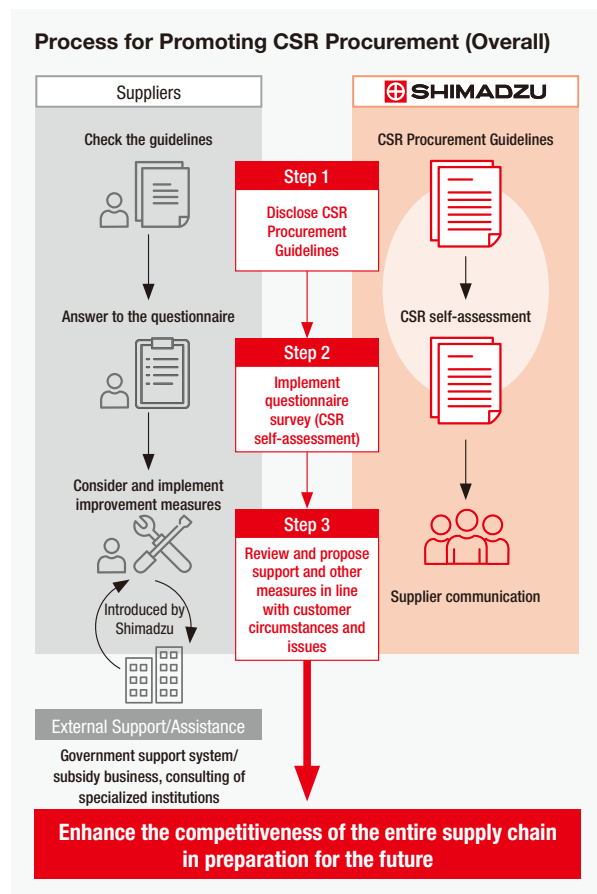 Process for Promoting CSR Procurement (Overall)
Suppliers
SHIMADZU
Check the guidelines
CSR Procurement Guidelines
Step 1
Disclose CSR
Procurement
Guidelines
Answer to the questionnaire
CSR self-assessment
Step 2
Implement
questionnaire
survey (CSR
self-assessment)
Consider and implement
improvement measures
Step 3
Review and propose
support and other
measures in line
with customer
circumstances and
issues
Supplier communication
Introduced by
Shimadzu
External Support/Assistance
Government support system/
subsidy business, consulting of
specialized institutions
Enhance the competitiveness of the entire supply chain
in preparation for the future